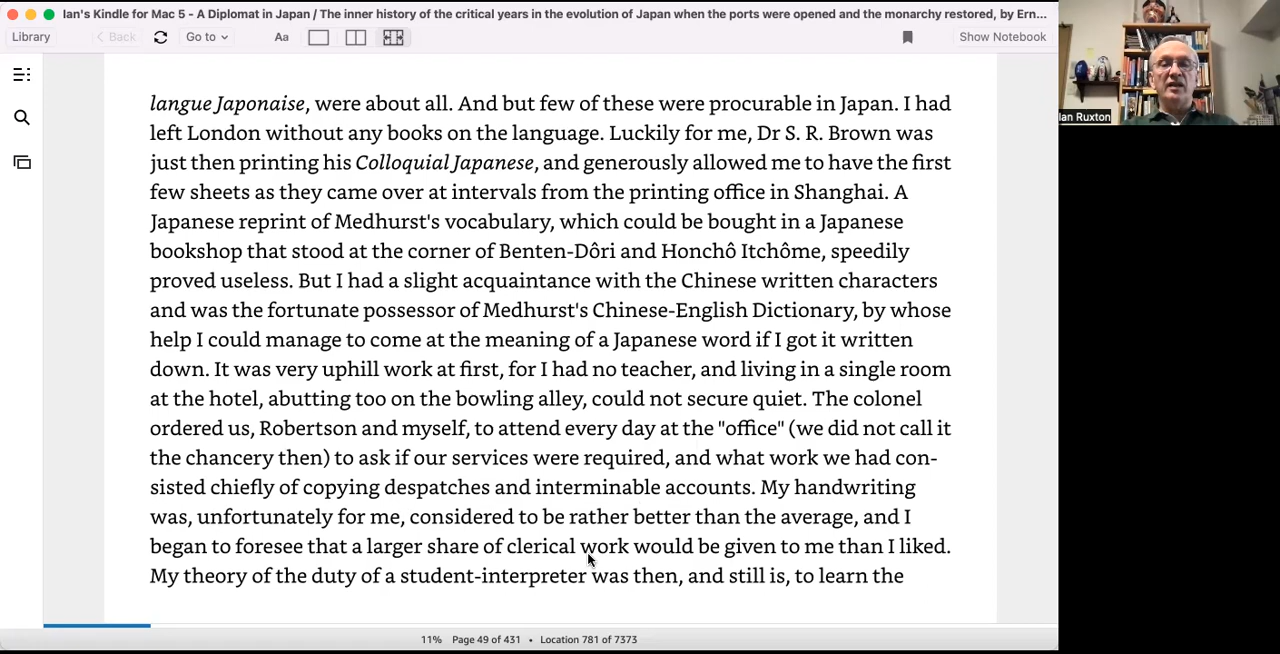 Ian's Kindle for Mac 5 - A Diplomat in Japan / The inner history of the critical years in the evolution of Japan when the ports were opened and the monarchy restored, by Ern...
Library
Back
Go to
Aa
Show Notebook
langue Japonaise, were about all. And but few of these were procurable in Japan. I had
left London without any books on the language. Luckily for me, Dr S. R. Brown was
just then printing his Colloquial Japanese, and generously allowed me to have the first
few sheets as they came over at intervals from the printing office in Shanghai. A
Japanese reprint of Medhurst's vocabulary, which could be bought in a Japanese
bookshop that stood at the corner of Benten-Dôri and Honchô Itchôme, speedily
proved useless. But I had a slight acquaintance with the Chinese written characters
and was the fortunate possessor of Medhurst's Chinese-English Dictionary, by whose
help I could manage to come at the meaning of a Japanese word if I got it written
down. It was very uphill work at first, for I had no teacher, and living in a single room
at the hotel, abutting too on the bowling alley, could not secure quiet. The colonel
ordered us, Robertson and myself, to attend every day at the "office" (we did not call it
the chancery then) to ask if our services were required, and what work we had con-
sisted chiefly of copying despatches and interminable accounts. My handwriting
was, unfortunately for me, considered to be rather better than the average, and I
began to foresee that a larger share of clerical work would be given to me than I liked.
My theory of the duty of a student-interpreter was then, and still is, to learn the
11% Page 49 of 431 • Location 781 of 7373
Ian Ruxton